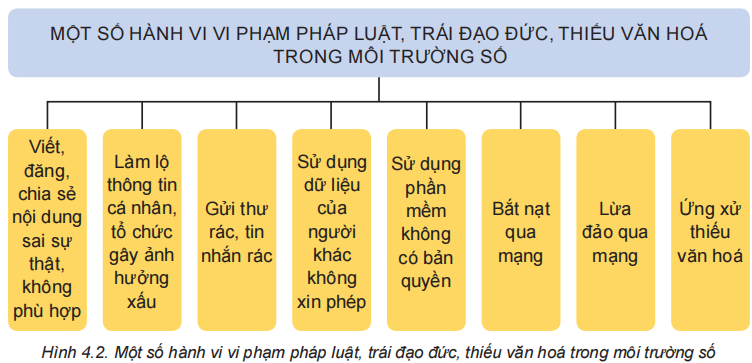 MỘT SỐ HÀNH VI VI PHẠM PHÁP LUẬT, TRÁI ĐẠO ĐỨC, THIẾU VĂN HOÁ
TRONG MÔI TRƯỜNG SỐ
Viết,
đăng,
chia sẻ
nội dung
sai sự
thật,
không
phù hợp
Làm lộ
thông tin
cá nhân,
tổ chức
gây ảnh
hưởng
xấu
Gửi thư
rác, tin
nhắn rác
Sử dụng
dữ liệu
của
người
khác
không
xin phép
Sử dụng
phần
mềm
không
có bản
quyền
Bắt nạt
qua
mạng
Lừa
đảo qua
mạng
Ứng xử
thiếu
văn hoá
Hình 4.2. Một số hành vi vi phạm pháp luật, trái đạo đức, thiếu văn hoá trong môi trường số